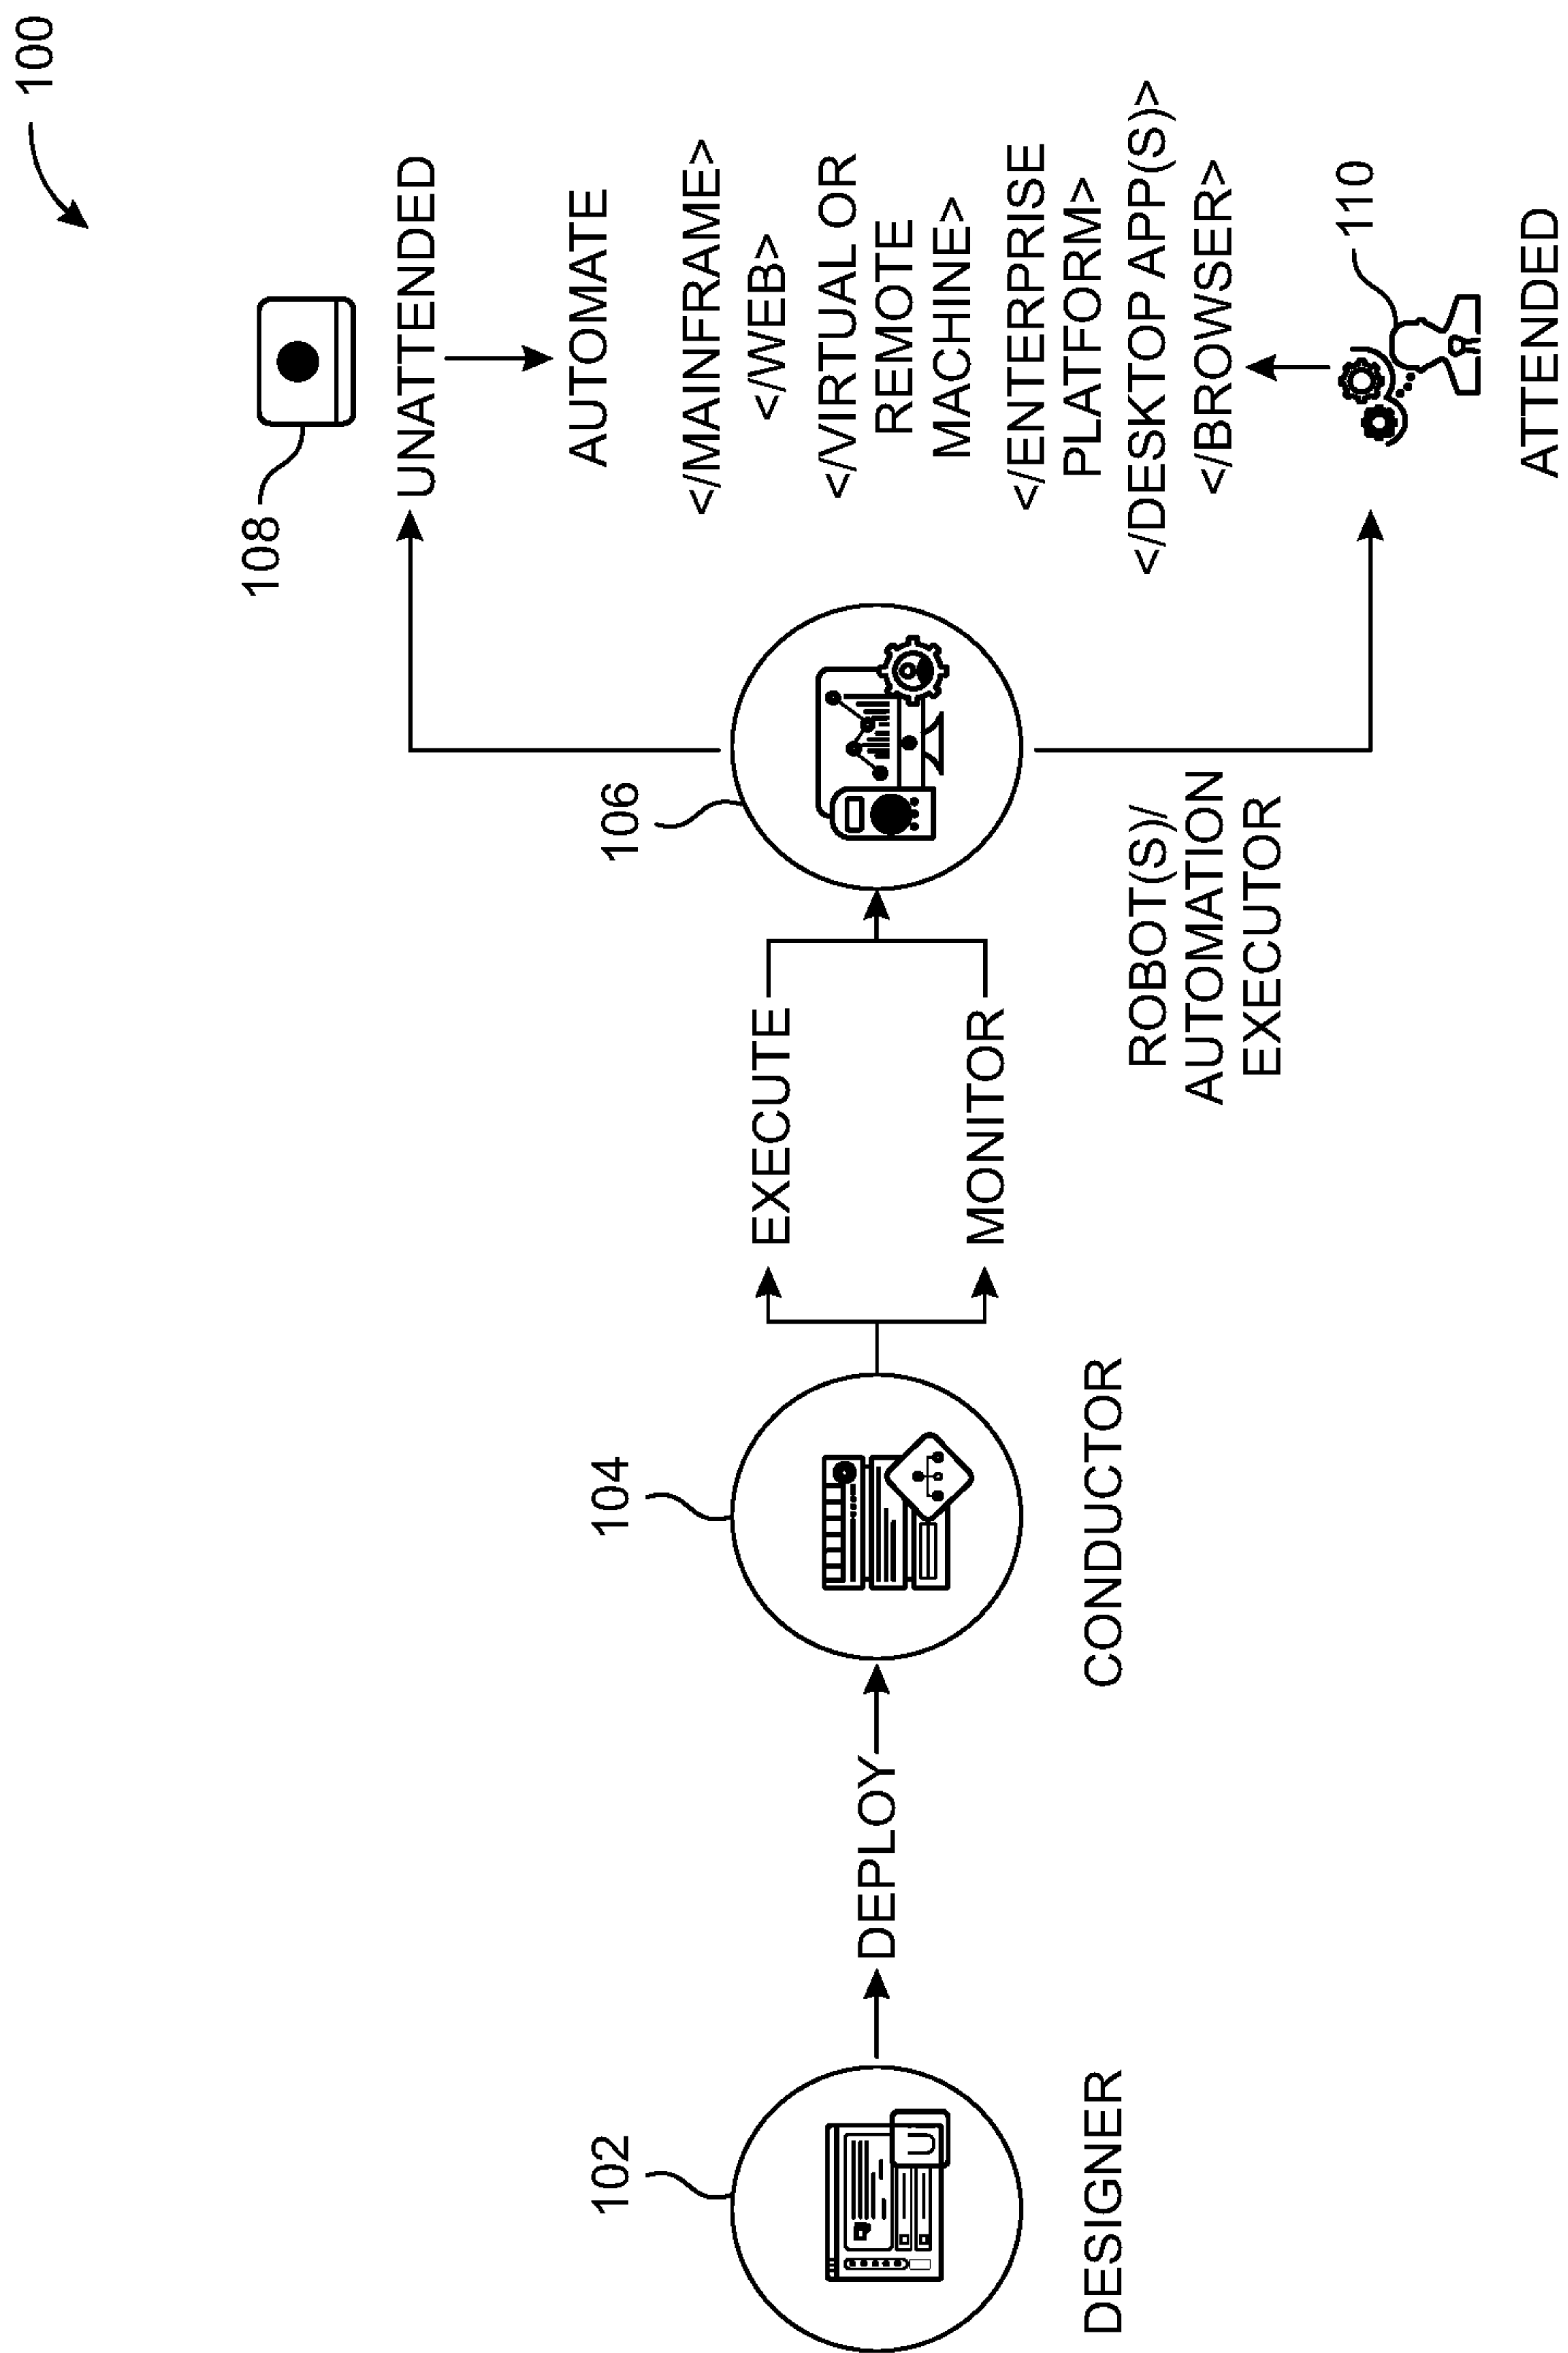 100
108
UNATTENDED
AUTOMATE
</MAINFRAME>
</WEB>
</VIRTUAL OR
REMOTE
MACHINE>
</ENTERPRISE
PLATFORM>
</DESKTOP APP(S)>
</BROWSER>
110
ATTENDED
106
ROBOT(S)/
AUTOMATION
EXECUTOR
EXECUTE
MONITOR
104
CONDUCTOR
DEPLOY
102
DESIGNER